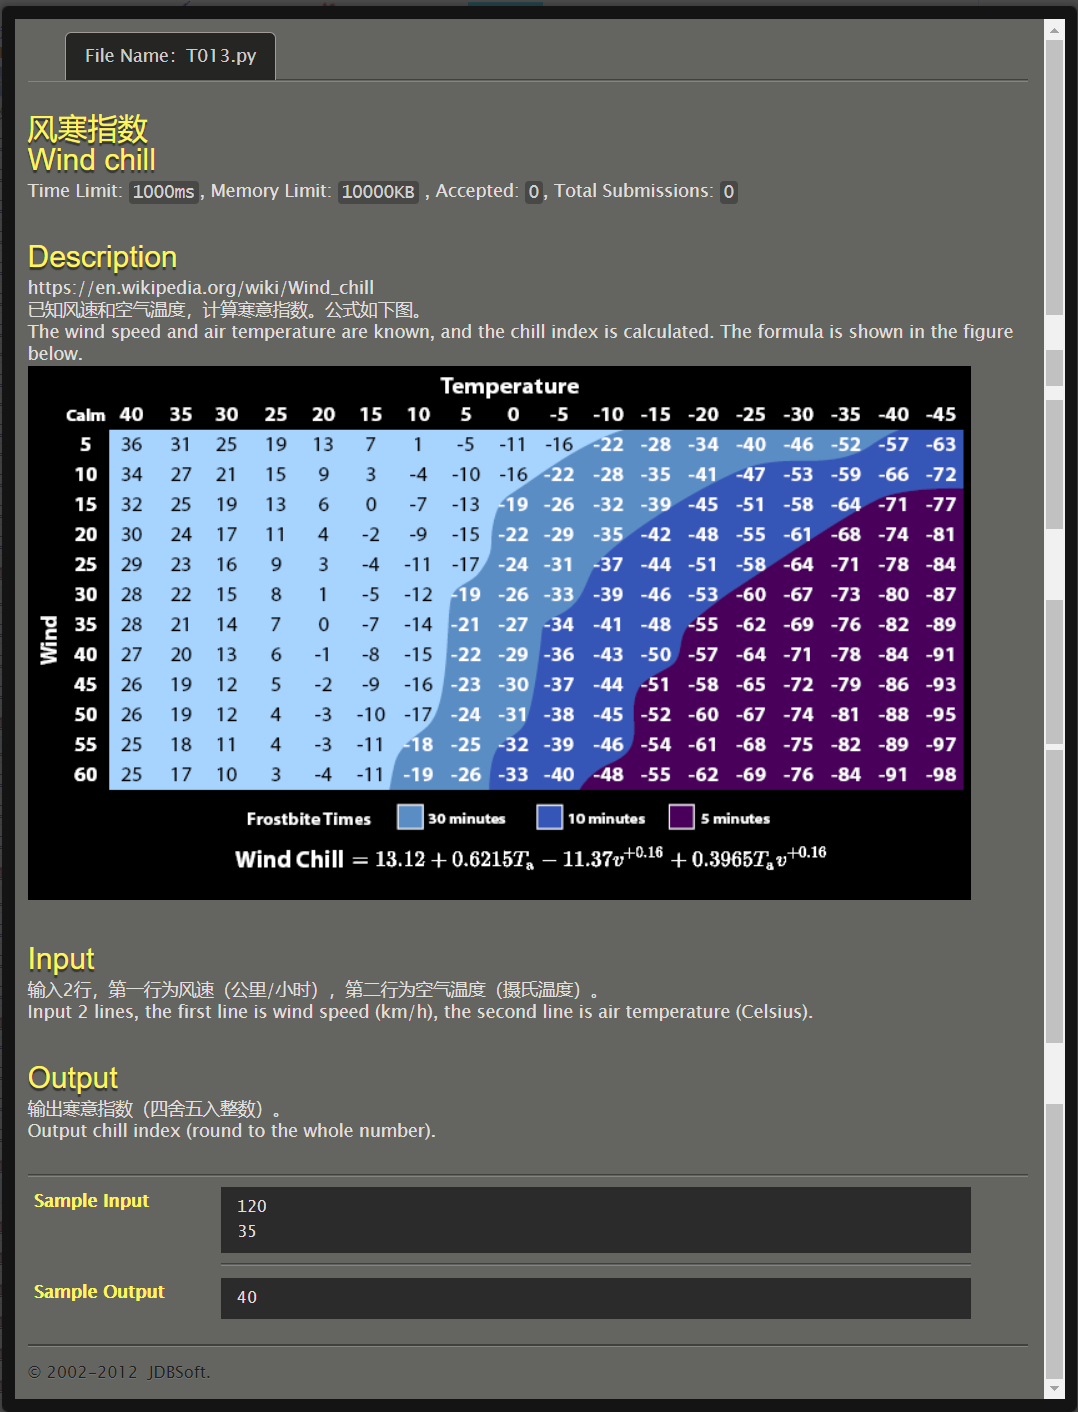 File Name: T013.py
风寒指数
Wind chill
Time Limit: 1000ms, Memory Limit: 10000KB , Accepted: 0, Total Submissions: 0
Description
https://en.wikipedia.org/wiki/Wind_chill
已知风速和空气温度，计算寒意指数。公式如下图。
The wind speed and air temperature are known, and the chill index is calculated. The formula is shown in the figure
below.
Temperature
Calm 40 35 30 25 20 15 10 5 0 -5 -10 -15 -20 -25 -30 -35 -40 -45
5 36 31 25 19 13 7 1 -5 -11 -16 -22 -28 -34 -40 -46 -52 -57 -63
10 34 27 21 15 9 3 -4 -10 -16 -22 -28 -35 -41 -47 -53 -59 -66 -72
15 32 25 19 13 6 0 -7 -13 -19 -26 -32 -39 -45 -51 -58 -64 -71 -77
20 30 24 17 11 4 -2 -9 -15 -22 -29 -35 -42 -48 -55 -61 -68 -74 -81
25 29 23 16 9 3 -4 -11 -17 -24 -31 -37 -44 -51 -58 -64 -71 -78 -84
30 28 22 15 8 1 -5 -12 -19 -26 -33 -39 -46 -53 -60 -67 -73 -80 -87
35 28 21 14 7 0 -7 -14 -21 -27 -34 -41 -48 -55 -62 -69 -76 -82 -89
Wind
40 27 20 13 6 -1 -8 -15 -22 -29 -36 -43 -50 -57 -64 -71 -78 -84 -91
45 26 19 12 5 -2 -9 -16 -23 -30 -37 -44 -51 -58 -65 -72 -79 -86 -93
50 26 19 12 4 -3 -10 -17 -24 -31 -38 -45 -52 -60 -67 -74 -81 -88 -95
55 25 18 11 4 -3 -11 -18 -25 -32 -39 -46 -54 -61 -68 -75 -82 -89 -97
60 25 17 10 3 -4 -11 -19 -26 -33 -40 -48 -55 -62 -69 -76 -84 -91 -98
Frostbite Times 30 minutes 10 minutes 5 minutes
Wind Chill = 13.12 + 0.6215Tₐ − 11.37v^{+0.16} + 0.3965Tₐv^{+0.16}
Input
输入2行，第一行为风速（公里/小时），第二行为空气温度（摄氏温度）。
Input 2 lines, the first line is wind speed (km/h), the second line is air temperature (Celsius).
Output
输出寒意指数（四舍五入整数）。
Output chill index (round to the whole number).
Sample Input
120
35
Sample Output
40
© 2002-2012 JDBSoft.